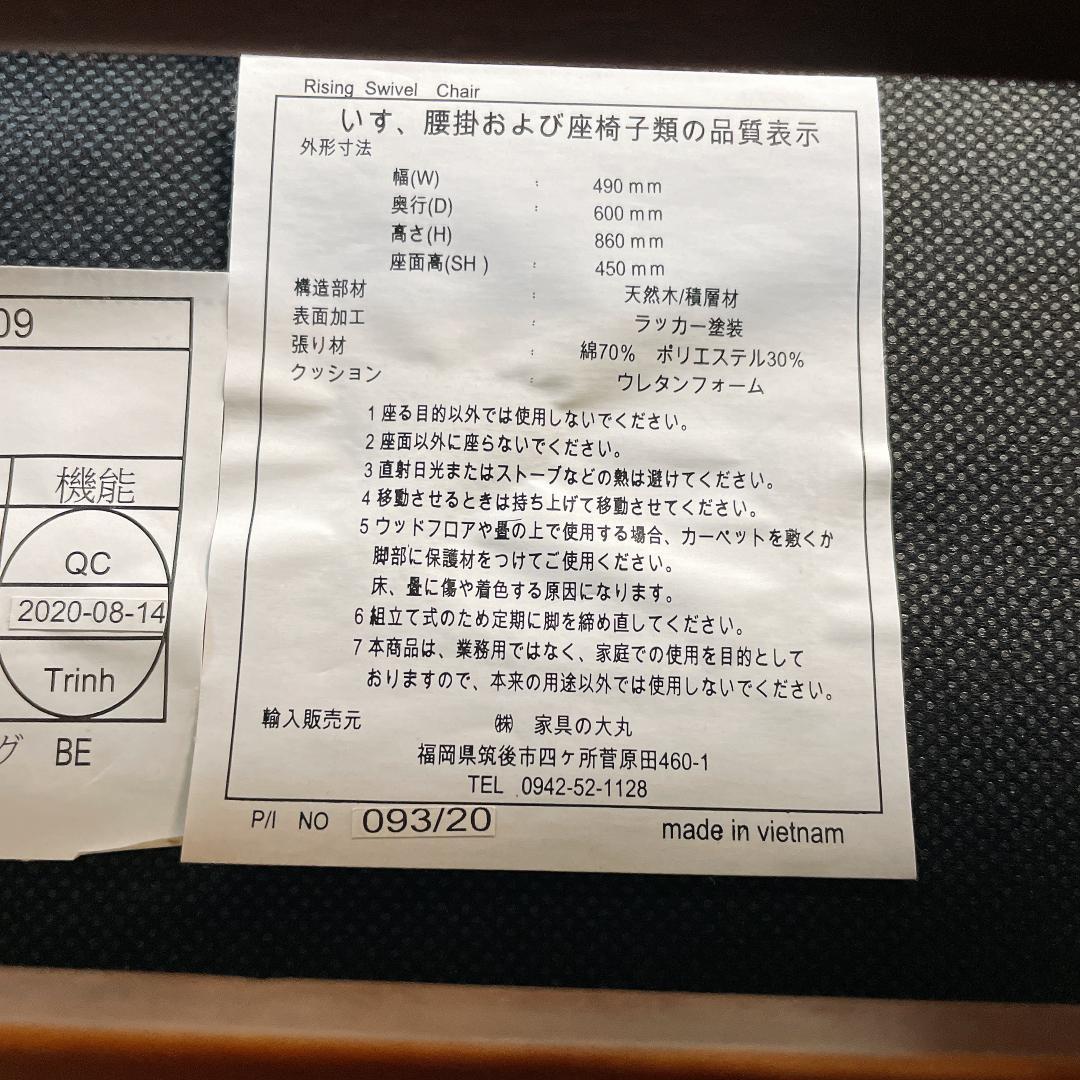 Rising Swivel Chair
いす、腰掛および座椅子類の品質表示
外形寸法
幅(W) : 490 mm
奥行(D) : 600 mm
高さ(H) 860 mm
座面高(SH ) : 450 mm
構造部材 : 天然木/積層材
表面加工 : ラッカー塗装
張り材 : 綿70% ポリエステル30%
クッション : ウレタンフォーム
1 座る目的以外では使用しないでください。
2 座面以外に座らないでください。
3 直射日光またはストーブなどの熱は避けてください。
4 移動させるときは持ち上げて移動させてください。
5 ウッドフロアや畳の上で使用する場合、カーペットを敷くか
脚部に保護材をつけてご使用ください。
床、畳に傷や着色する原因になります。
6 組立て式のため定期に脚を締め直してください。
7 本商品は、業務用ではなく、家庭での使用を目的として
おりますので、本来の用途以外では使用しないでください。
輸入販売元 ㈱ 家具の大丸
福岡県筑後市四ケ所菅原田460-1
TEL 0942-52-1128
P/I NO 093/20 made in vietnam
09
機能
QC
2020-08-14
Trinh
グ BE